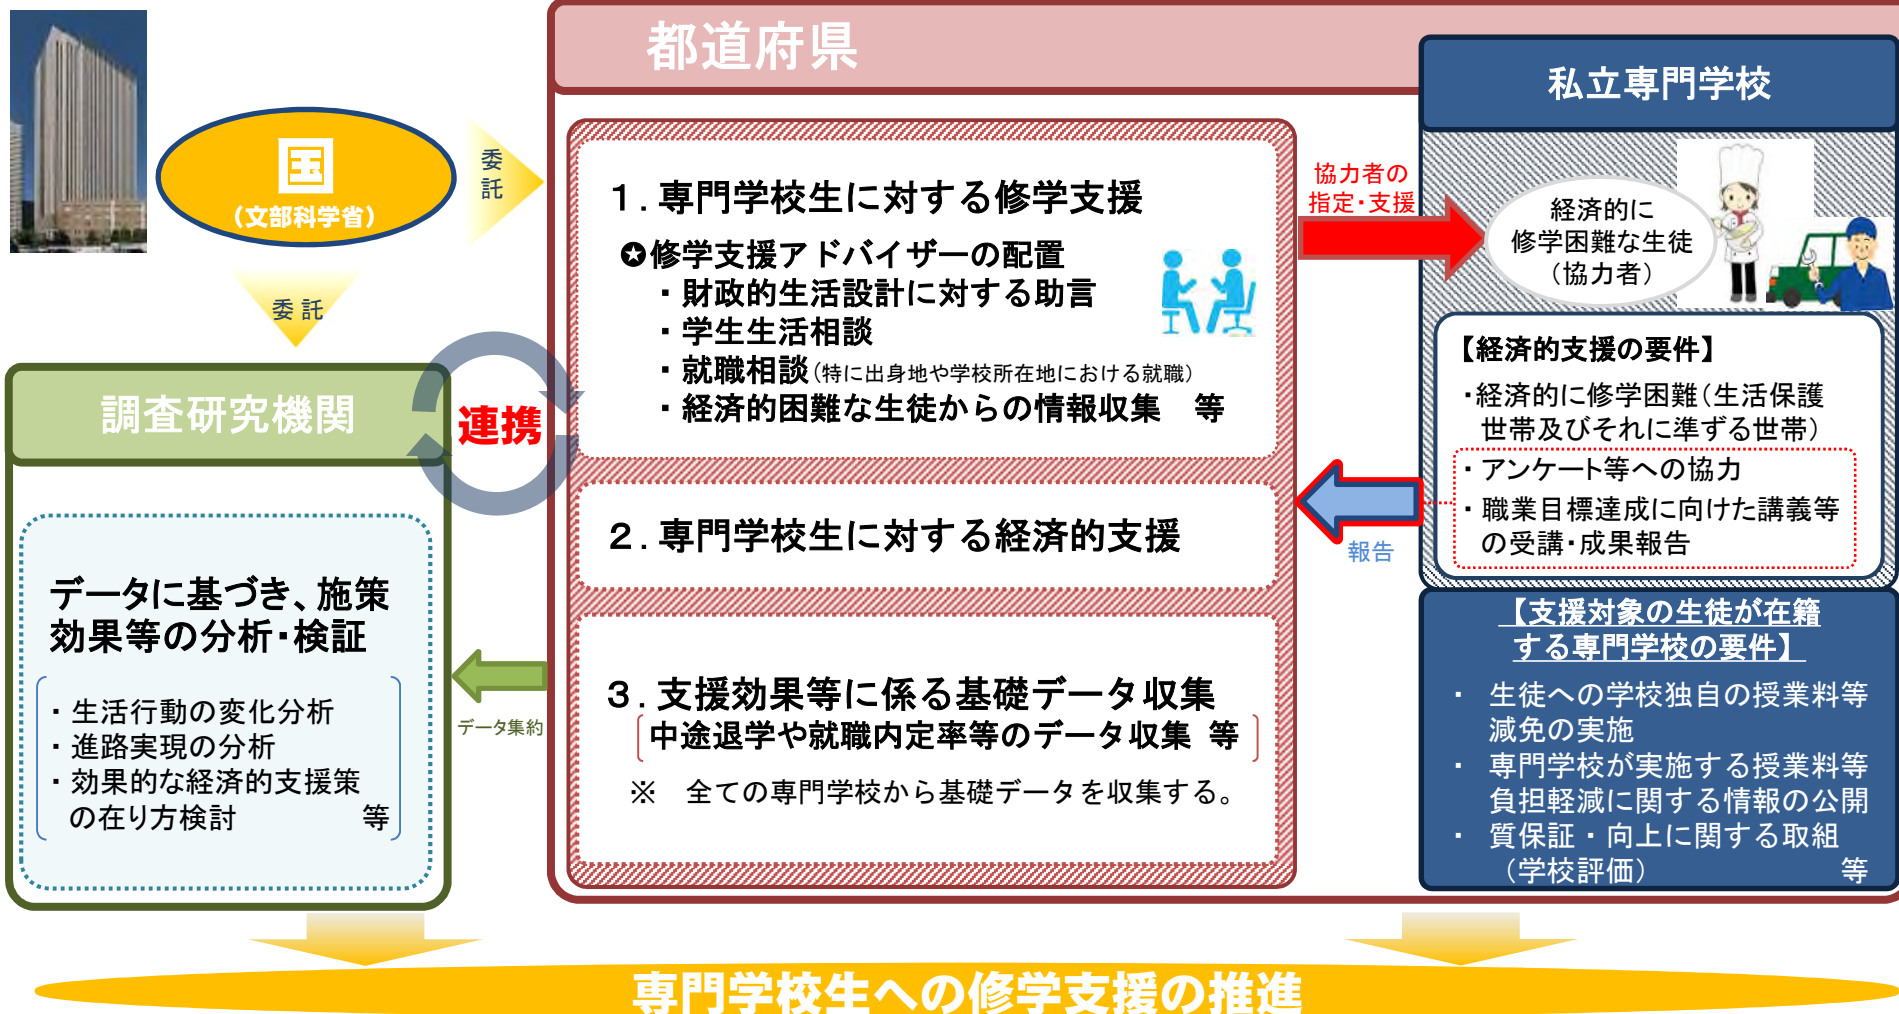 都道府県
私立専門学校
国
（文部科学省）
委
託
委 託
調査研究機関
連携
データに基づき、施策
効果等の分析・検証
・ 生活行動の変化分析
・ 進路実現の分析
・ 効果的な経済的支援策
の在り方検討　　　　等
データ集約
１．専門学校生に対する修学支援
✪修学支援アドバイザーの配置
・財政的生活設計に対する助言
・学生生活相談
・就職相談（特に出身地や学校所在地における就職）
・経済的困難な生徒からの情報収集　等
２．専門学校生に対する経済的支援
３．支援効果等に係る基礎データ収集
中途退学や就職内定率等のデータ収集 等
※　全ての専門学校から基礎データを収集する。
協力者の
指定・支援
報告
経済的に
修学困難な生徒
（協力者）
【経済的支援の要件】
・経済的に修学困難（生活保護
世帯及びそれに準ずる世帯）
・アンケート等への協力
・職業目標達成に向けた講義等
の受講・成果報告
【支援対象の生徒が在籍
する専門学校の要件】
・ 生徒への学校独自の授業料等
減免の実施
・ 専門学校が実施する授業料等
負担軽減に関する情報の公開
・ 質保証・向上に関する取組
（学校評価）　　　　　　等
専門学校生への修学支援の推進